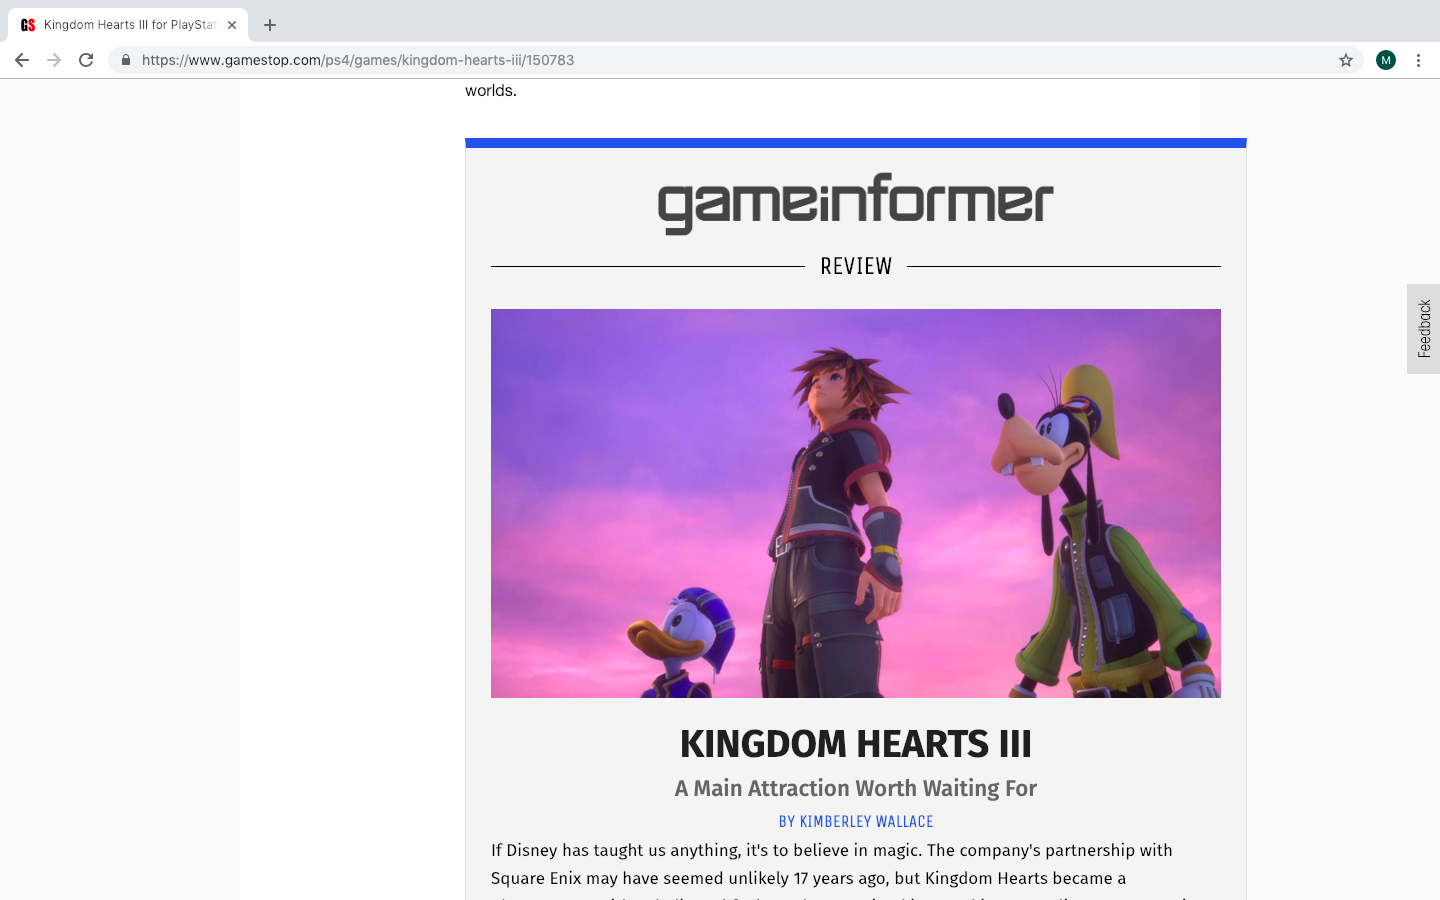 Kingdom Hearts III for PlayStat
https://www.gamestop.com/ps4/games/kingdom-hearts-iii/150783
M
worlds.
gameinformer
REVIEW
Feedback
KINGDOM HEARTS III
A Main Attraction Worth Waiting For
BY KIMBERLEY WALLACE
If Disney has taught us anything, it's to believe in magic. The company's partnership with
Square Enix may have seemed unlikely 17 years ago, but Kingdom Hearts became a